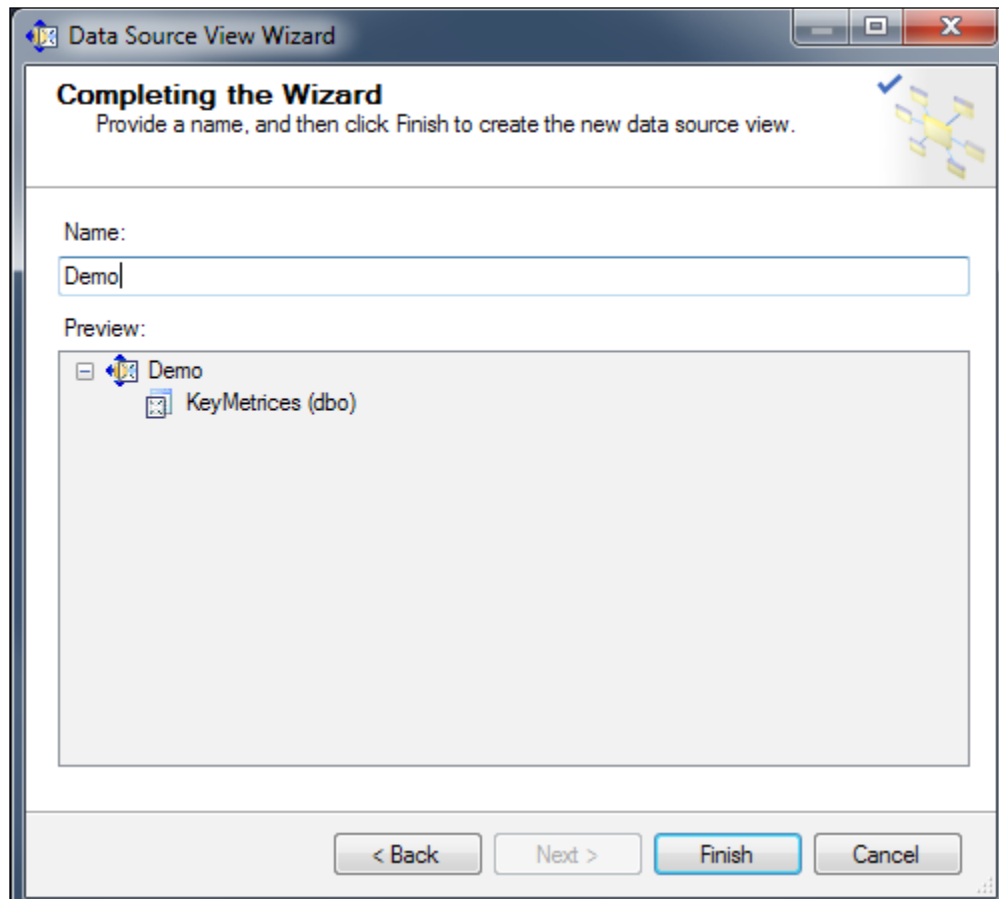 Data Source View Wizard
Completing the Wizard
Provide a name, and then click Finish to create the new data source view.
Name:
Demo
Preview:
Demo
KeyMetrices (dbo)
< Back Next > Finish Cancel